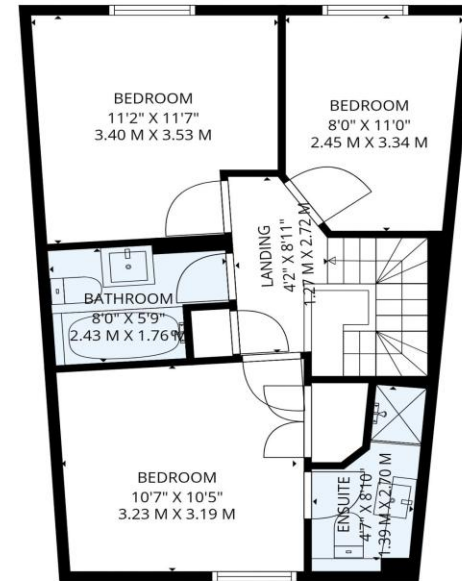 BEDROOM
11'2" X 11'7"
3.40 M X 3.53 M
BEDROOM
8'0" X 11'0"
2.45 M X 3.34 M
LANDING
4'2" X 8'11"
1.27 M X 2.72 M
BATHROOM
8'0" X 5'9"
2.43 M X 1.76 M
BEDROOM
10'7" X 10'5"
3.23 M X 3.19 M
ENSUITE
4'7" X 8'10"
1.39 M X 2.70 M